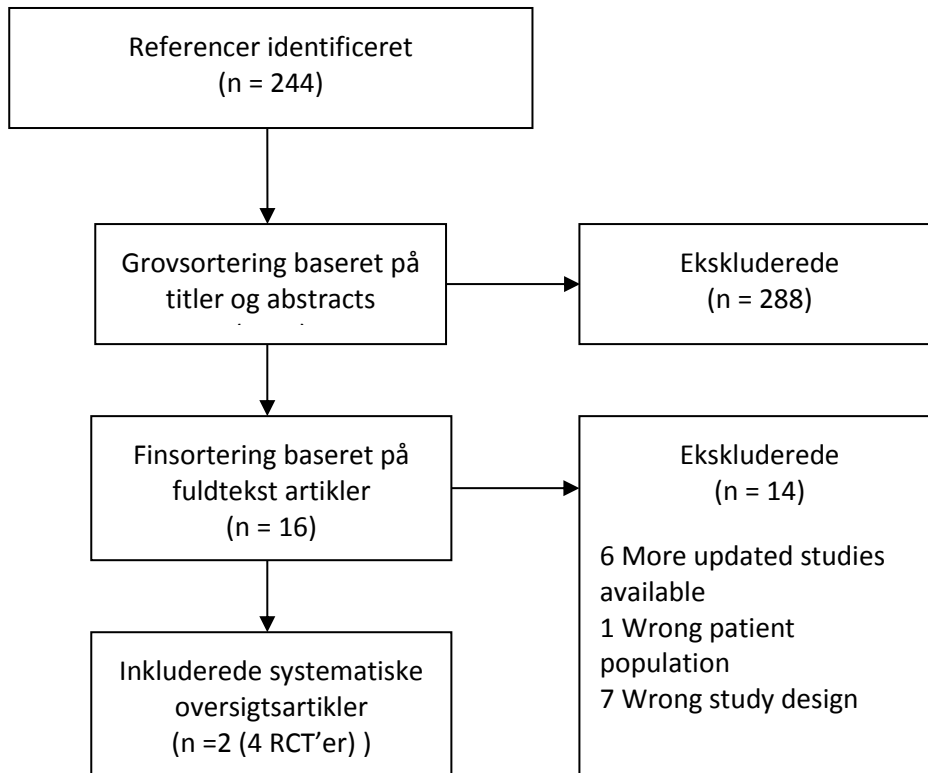 Referencer identificeret
(n = 244)
Grovsortering baseret på
titler og abstracts
Ekskluderede
(n = 288)
Finsortering baseret på
fuldtekst artikler
(n = 16)
Ekskluderede
(n = 14)
6 More updated studies
available
1 Wrong patient
population
7 Wrong study design
Inkluderede systematiske
oversigtsartikler
(n =2 (4 RCT’er) )